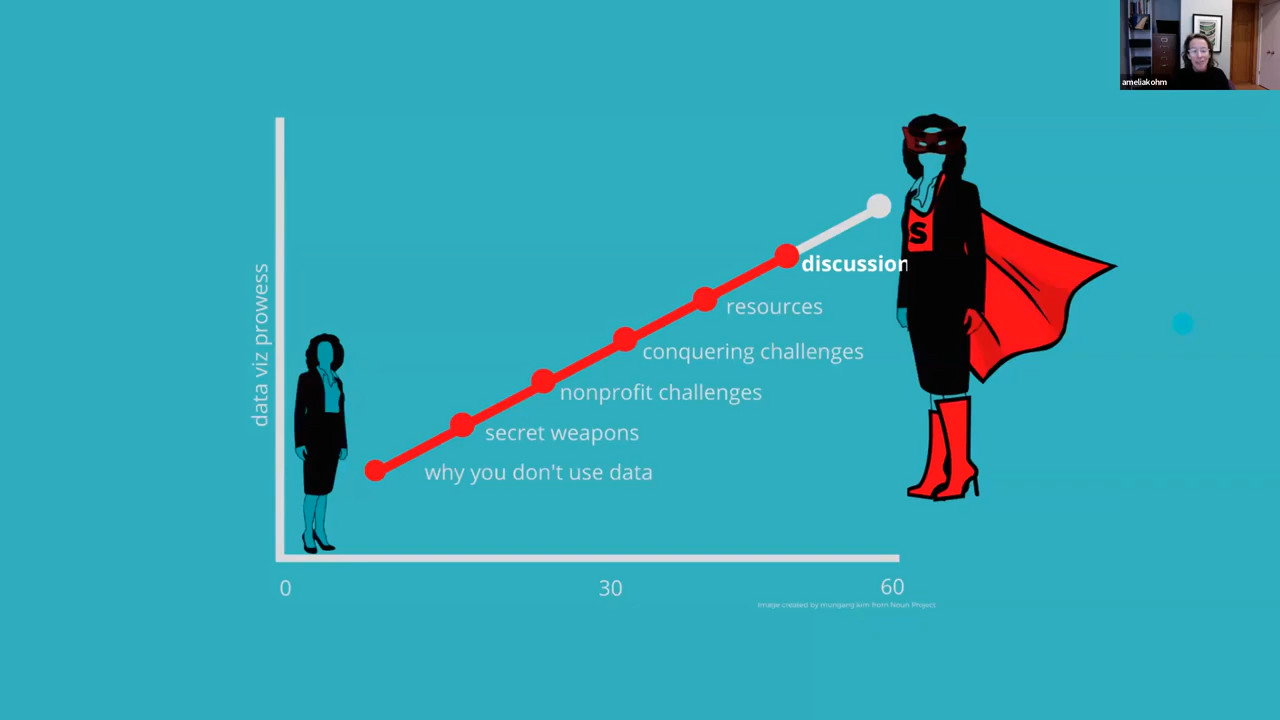 ameliakohm
S
discussion
resources
conquering challenges
nonprofit challenges
secret weapons
why you don't use data
data viz prowess
0
30
60
Image created by mungang kim from Noun Project